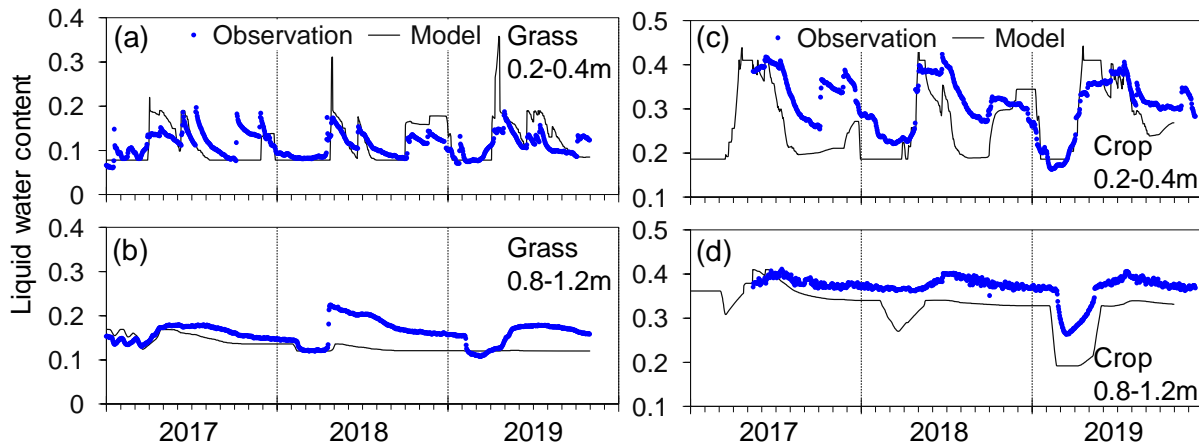 Liquid water content
(a)
Observation
Model
Grass
0.2-0.4m
0.4
0.3
0.2
0.1
0
(b)
Grass
0.8-1.2m
0.4
0.3
0.2
0.1
0
2017
2018
2019
(c)
Observation
Model
Crop
0.2-0.4m
0.5
0.4
0.3
0.2
0.1
(d)
Crop
0.8-1.2m
0.5
0.4
0.3
0.2
0.1
2017
2018
2019